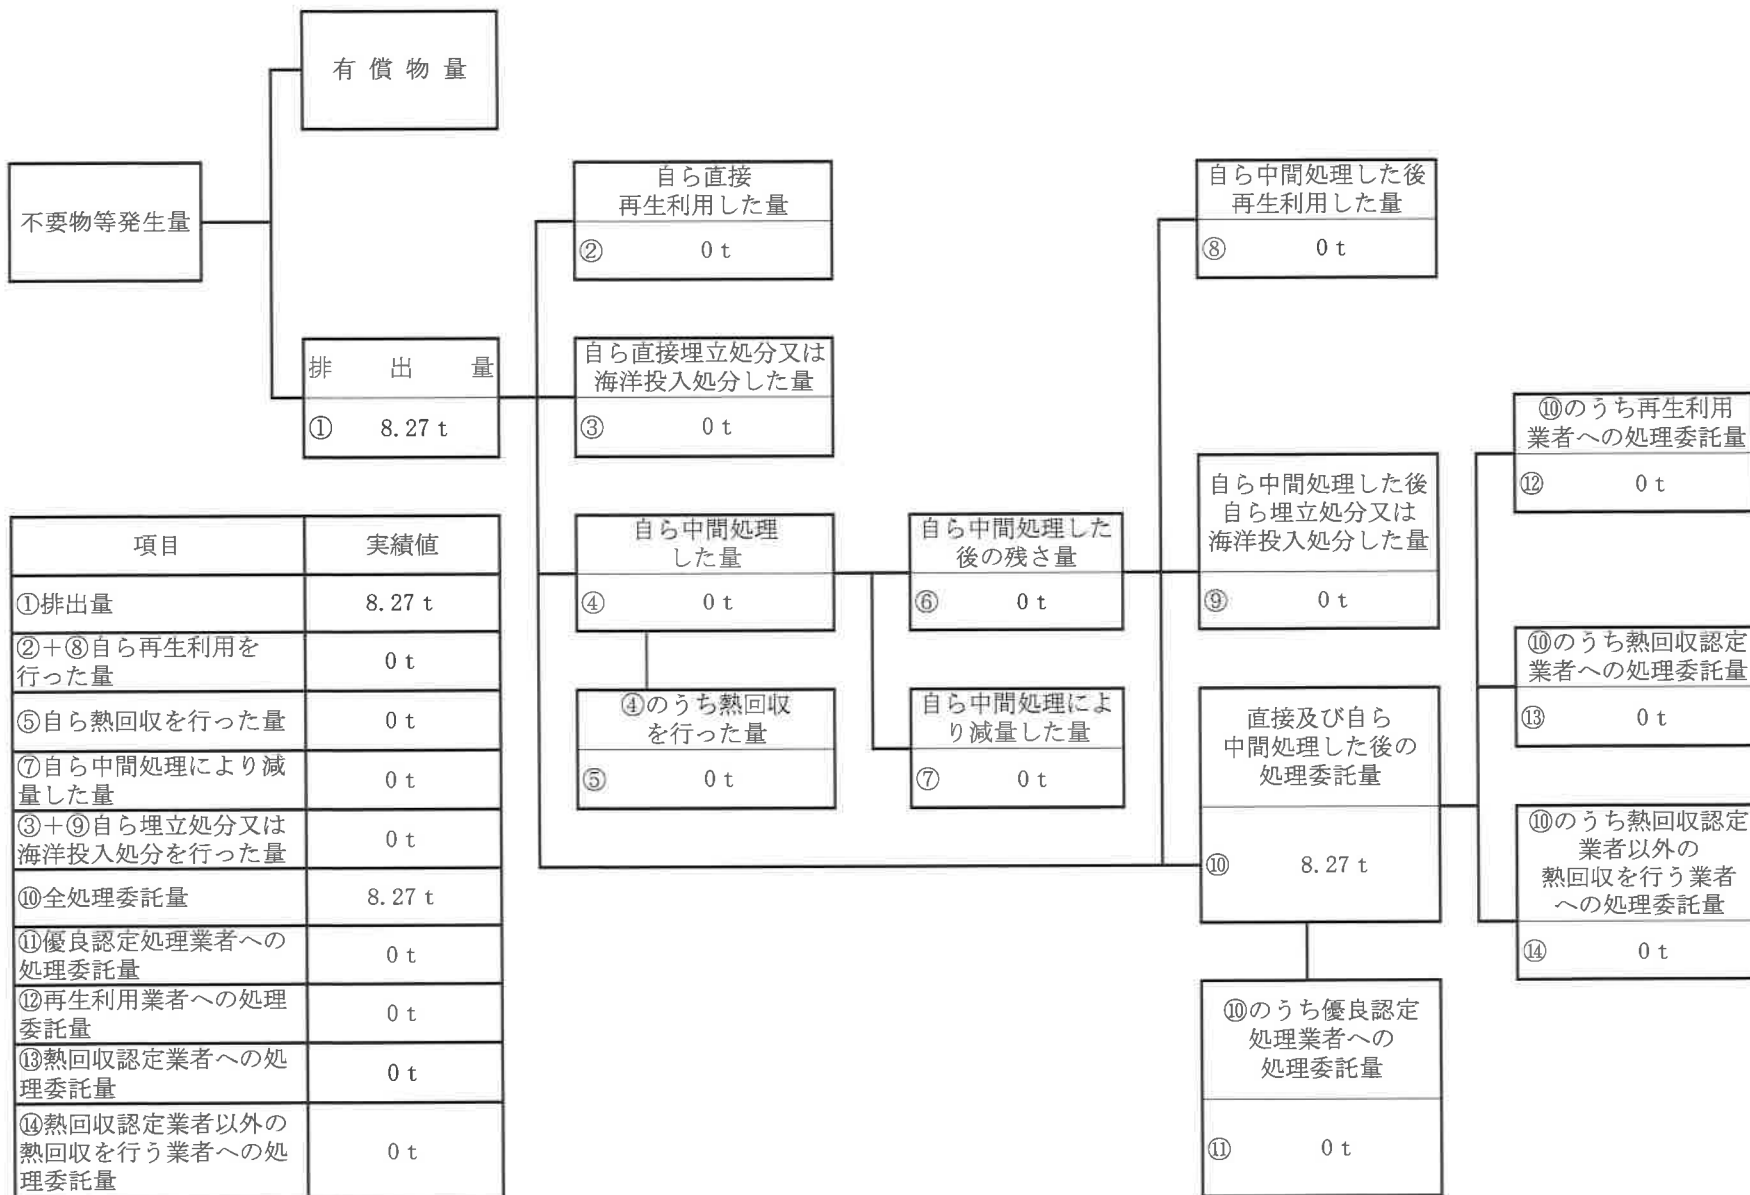 有償物量
不要物等発生量
排出量
① 8.27 t
自ら直接
再生利用した量
② 0 t
自ら直接埋立処分又は
海洋投入処分した量
③ 0 t
自ら中間処理
した量
④ 0 t
④のうち熱回収
を行った量
⑤ 0 t
自ら中間処理した
後の残さ量
⑥ 0 t
自ら中間処理によ
り減量した量
⑦ 0 t
自ら中間処理した後
再生利用した量
⑧ 0 t
自ら中間処理した後
自ら埋立処分又は
海洋投入処分した量
⑨ 0 t
直接及び自ら
中間処理した後の
処理委託量
⑩ 8.27 t
⑩のうち優良認定
処理業者への
処理委託量
⑪ 0 t
⑩のうち再生利用
業者への処理委託量
⑫ 0 t
⑩のうち熱回収認定
業者への処理委託量
⑬ 0 t
⑩のうち熱回収認定
業者以外の
熱回収を行う業者
への処理委託量
⑭ 0 t
項目 実績値
①排出量 8.27 t
②＋⑧自ら再生利用を
行った量 0 t
⑤自ら熱回収を行った量 0 t
⑦自ら中間処理により減
量した量 0 t
③＋⑨自ら埋立処分又は
海洋投入処分を行った量 0 t
⑩全処理委託量 8.27 t
⑪優良認定処理業者への
処理委託量 0 t
⑫再生利用業者への処理
委託量 0 t
⑬熱回収認定業者への処
理委託量 0 t
⑭熱回収認定業者以外の
熱回収を行う業者への処
理委託量 0 t